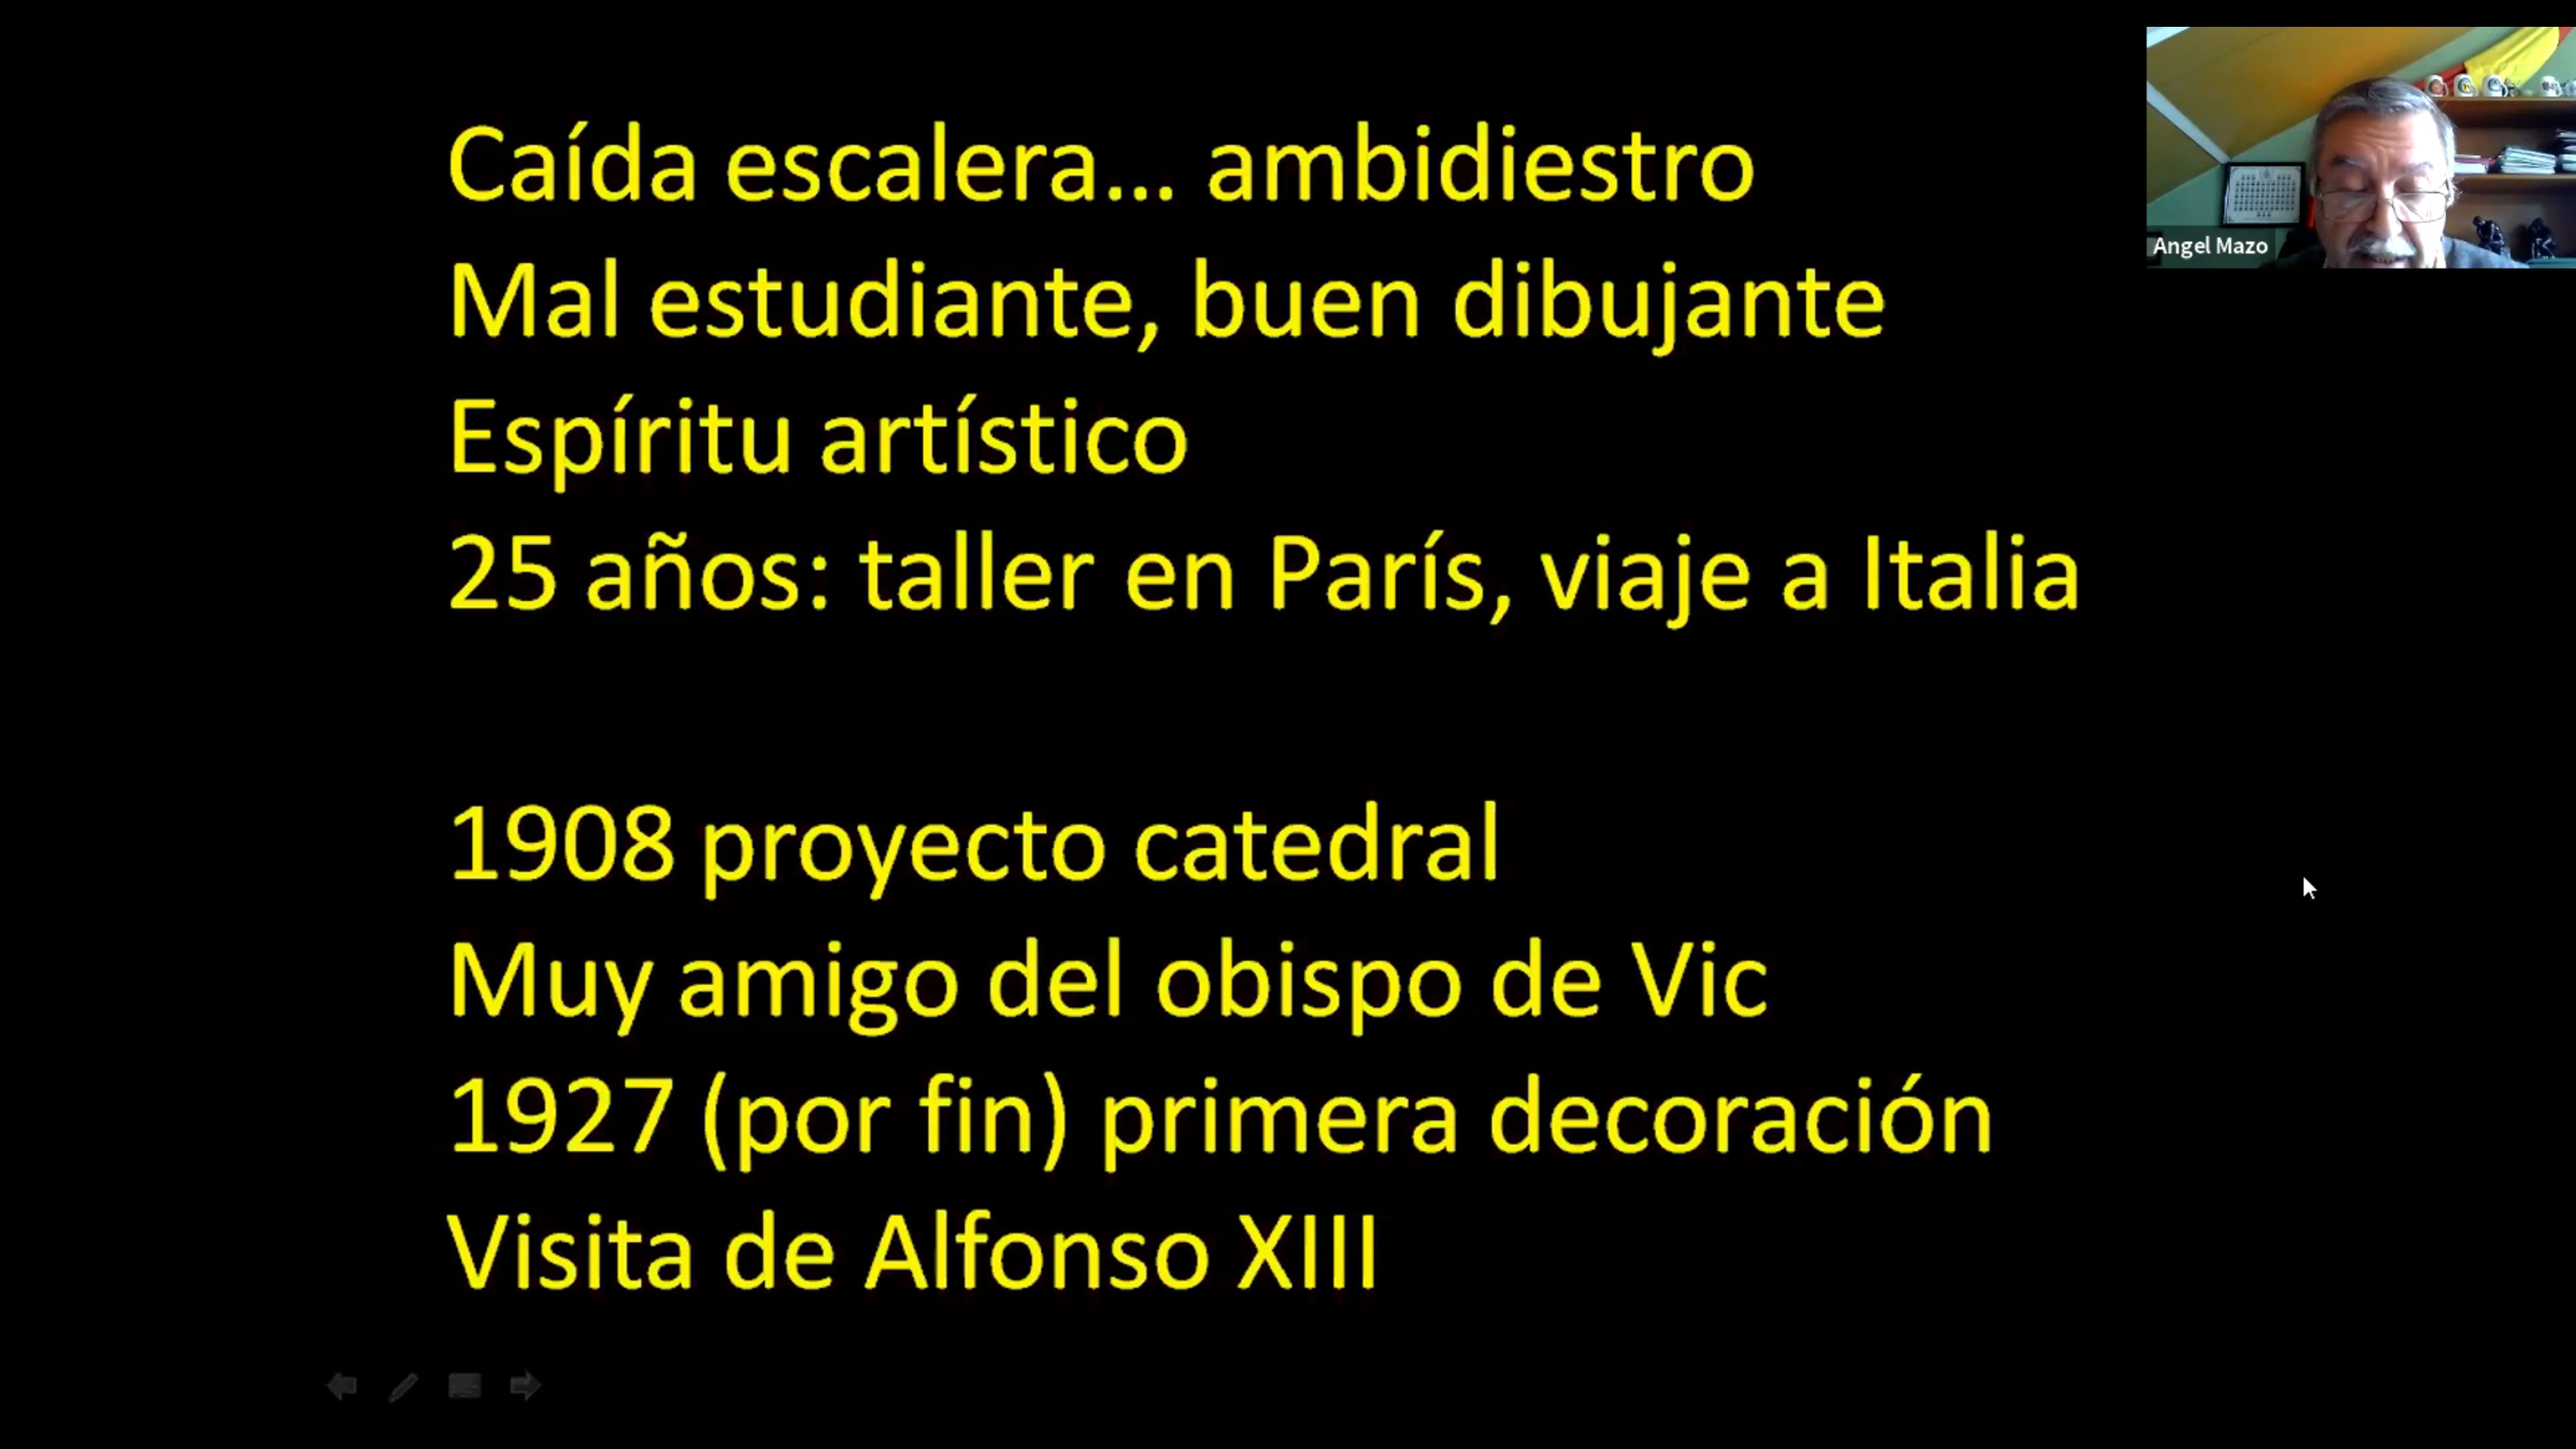 Caída escalera... ambidiestro
Mal estudiante, buen dibujante
Espíritu artístico
25 años: taller en París, viaje a Italia
1908 proyecto catedral
Muy amigo del obispo de Vic
1927 (por fin) primera decoración
Visita de Alfonso XIII
Angel Mazo